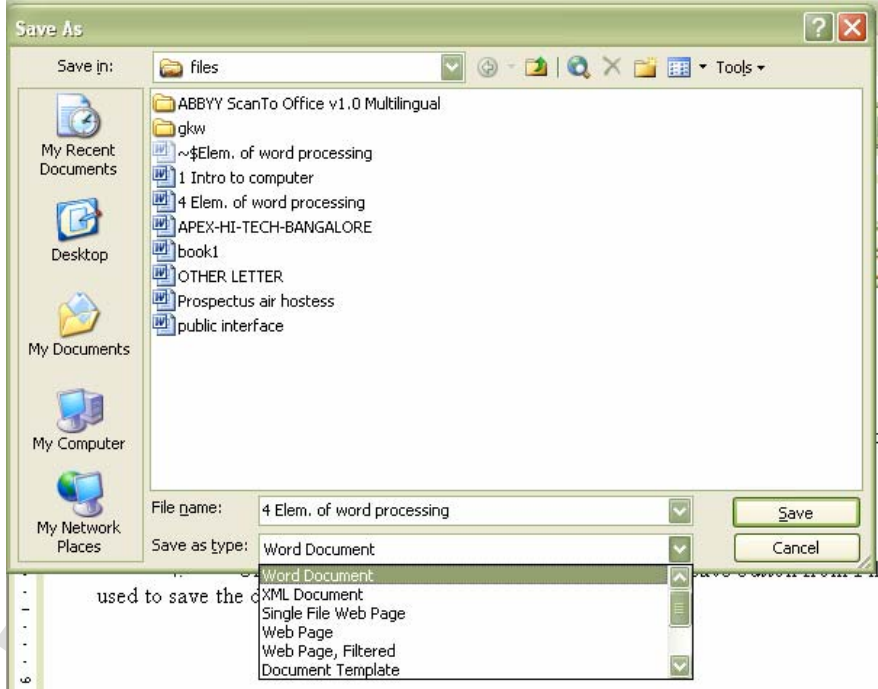 Save As
Save in:
files
Tools
My Recent
Documents
Desktop
My Documents
My Computer
My Network
Places
ABBYY ScanTo Office v1.0 Multilingual
gkw
~$Elem. of word processing
1 Intro to computer
4 Elem. of word processing
APEX-HI-TECH-BANGALORE
book1
OTHER LETTER
Prospectus air hostess
public interface
File name:
4 Elem. of word processing
Save
Save as type:
Word Document
Cancel
Word Document
XML Document
Single File Web Page
Web Page
Web Page, Filtered
Document Template
used to save the